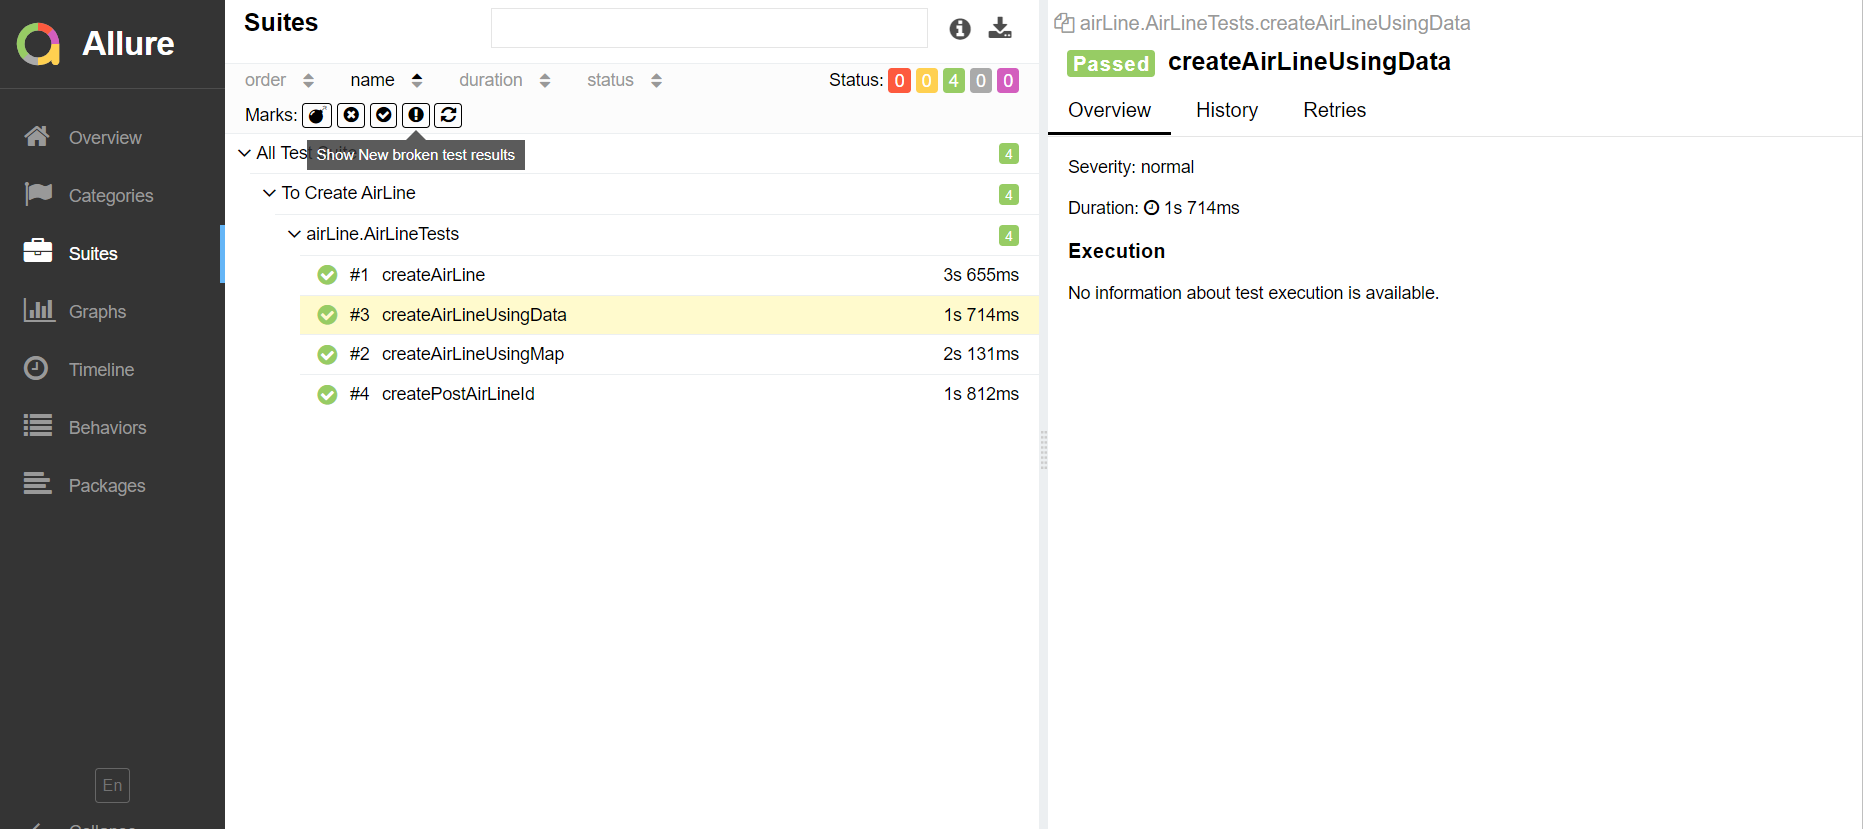 Allure
Overview
Categories
Suites
Graphs
Timeline
Behaviors
Packages
En
Collapse
Suites
order name duration status Status: 0 0 4 0 0
Marks:
Show New broken test results
All Test 4
To Create AirLine 4
airLine.AirLineTests 4
#1 createAirLine 3s 655ms
#3 createAirLineUsingData 1s 714ms
#2 createAirLineUsingMap 2s 131ms
#4 createPostAirLineId 1s 812ms
airLine.AirLineTests.createAirLineUsingData
Passed createAirLineUsingData
Overview History Retries
Severity: normal
Duration: 1s 714ms
Execution
No information about test execution is available.